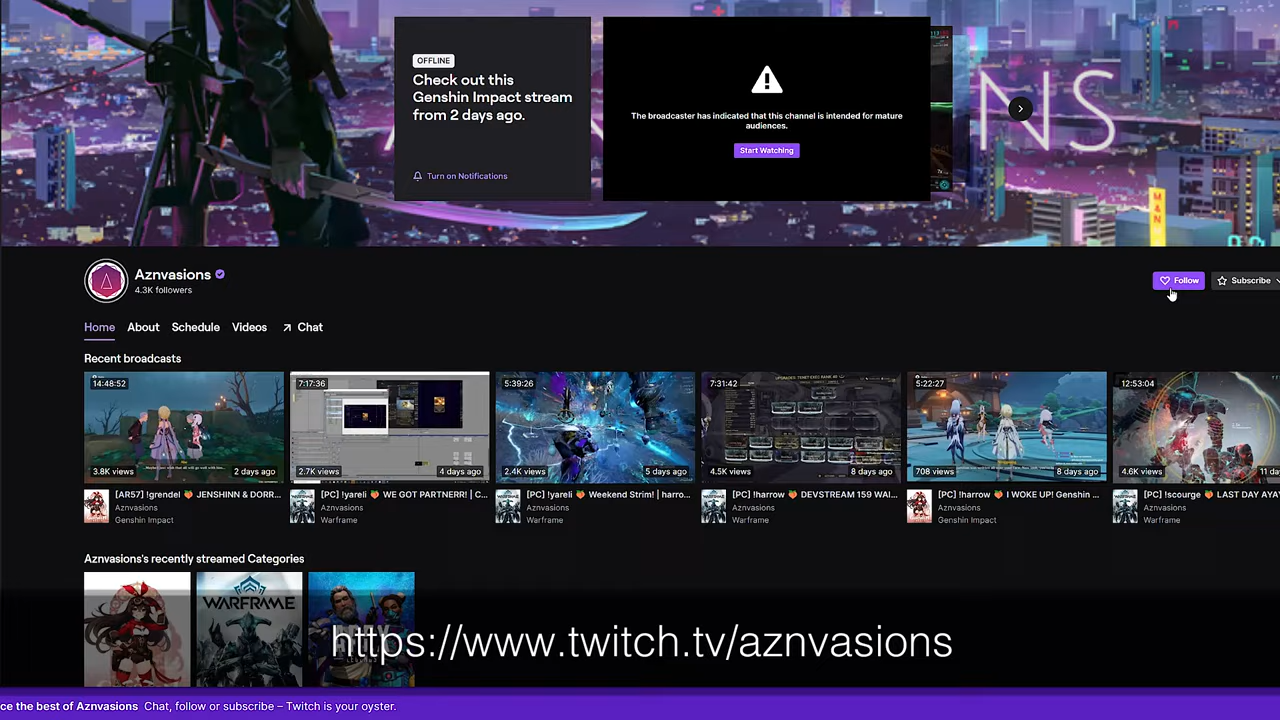 OFFLINE
Check out this
Genshin Impact stream
from 2 days ago.
Turn on Notifications
The broadcaster has indicated that this channel is intended for mature
audiences.
Start Watching
NS
Aznvasions
4.3K followers
Follow
Subscribe
Home About Schedule Videos Chat
Recent broadcasts
14:48:52
3.8K views
2 days ago
[AR57] !grendel 🍑 JENSHINN & DORR...
Aznvasions
Genshin Impact
7:17:36
2.7K views
4 days ago
[PC] !yareli 🍑 WE GOT PARTNERR! | C...
Aznvasions
Warframe
5:39:26
2.4K views
5 days ago
[PC] !yareli 🍑 Weekend Strim! | harro...
Aznvasions
Warframe
7:31:42
4.5K views
8 days ago
[PC] !harrow 🍑 DEVSTREAM 159 WAI...
Aznvasions
Warframe
5:22:27
708 views
8 days ago
[PC] !harrow 🍑 I WOKE UP! Genshin ...
Aznvasions
Genshin Impact
12:53:04
4.6K views
11 da
[PC] !scourge 🍑 LAST DAY AYA
Aznvasions
Warframe
Aznvasions's recently streamed Categories
WARFRAME
https://www.twitch.tv/aznvasions
ce the best of Aznvasions Chat, follow or subscribe – Twitch is your oyster.